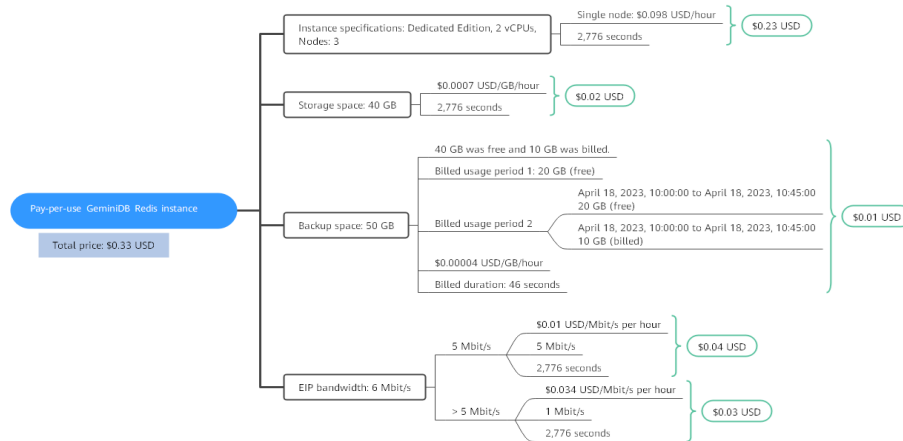 Pay-per-use GeminiDB Redis instance
Total price: $0.33 USD
Instance specifications: Dedicated Edition, 2 vCPUs,
Nodes: 3
Single node: $0.098 USD/hour
2,776 seconds
$0.23 USD
Storage space: 40 GB
$0.0007 USD/GB/hour
2,776 seconds
$0.02 USD
Backup space: 50 GB
40 GB was free and 10 GB was billed.
Billed usage period 1: 20 GB (free)
Billed usage period 2
April 18, 2023, 10:00:00 to April 18, 2023, 10:45:00
20 GB (free)
April 18, 2023, 10:00:00 to April 18, 2023, 10:45:00
10 GB (billed)
$0.00004 USD/GB/hour
Billed duration: 46 seconds
$0.01 USD
EIP bandwidth: 6 Mbit/s
5 Mbit/s
$0.01 USD/Mbit/s per hour
5 Mbit/s
2,776 seconds
$0.04 USD
> 5 Mbit/s
$0.034 USD/Mbit/s per hour
1 Mbit/s
2,776 seconds
$0.03 USD